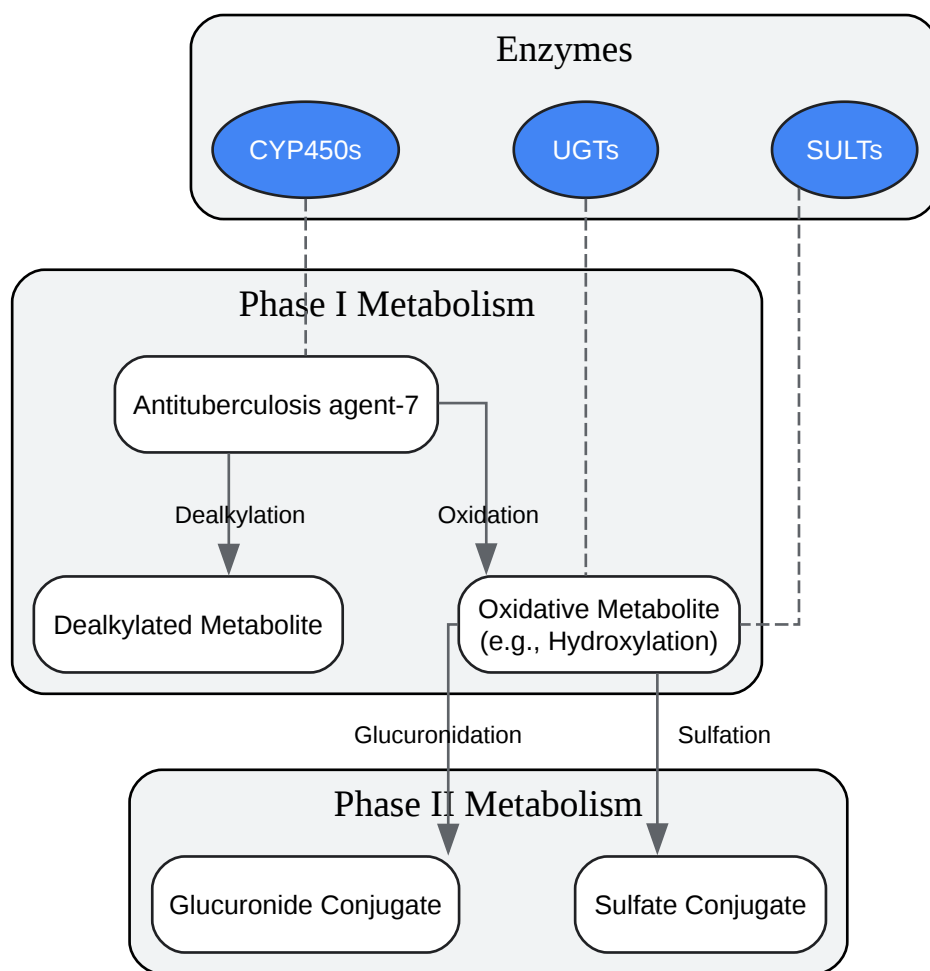 Enzymes
CYP450s
UGTs
SULTs
Phase I Metabolism
Antituberculosis agent-7
Dealkylation
Oxidation
Dealkylated Metabolite
Oxidative Metabolite
(e.g., Hydroxylation)
Glucuronidation
Sulfation
Phase II Metabolism
Glucuronide Conjugate
Sulfate Conjugate